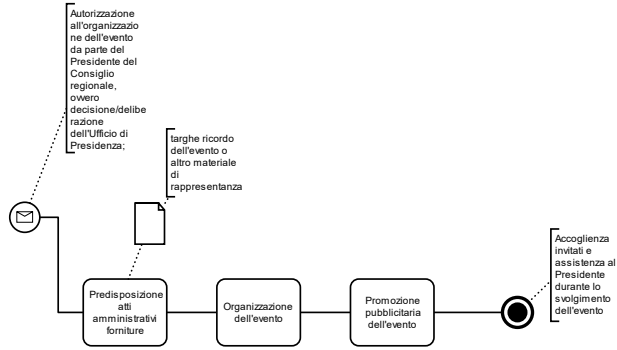 Autorizzazione
all'organizzazio
ne dell'evento
da parte del
Presidente del
Consiglio
regionale,
ovvero
decisione/delibe
razione
dell'Ufficio di
Presidenza;
targhe ricordo
dell'evento o
altro materiale
di
rappresentanza
Accoglienza
invitati e
assistenza al
Presidente
durante lo
svolgimento
dell'evento
Predisposizione
atti
amministrativi
forniture
Organizzazione
dell'evento
Promozione
pubblicitaria
dell'evento